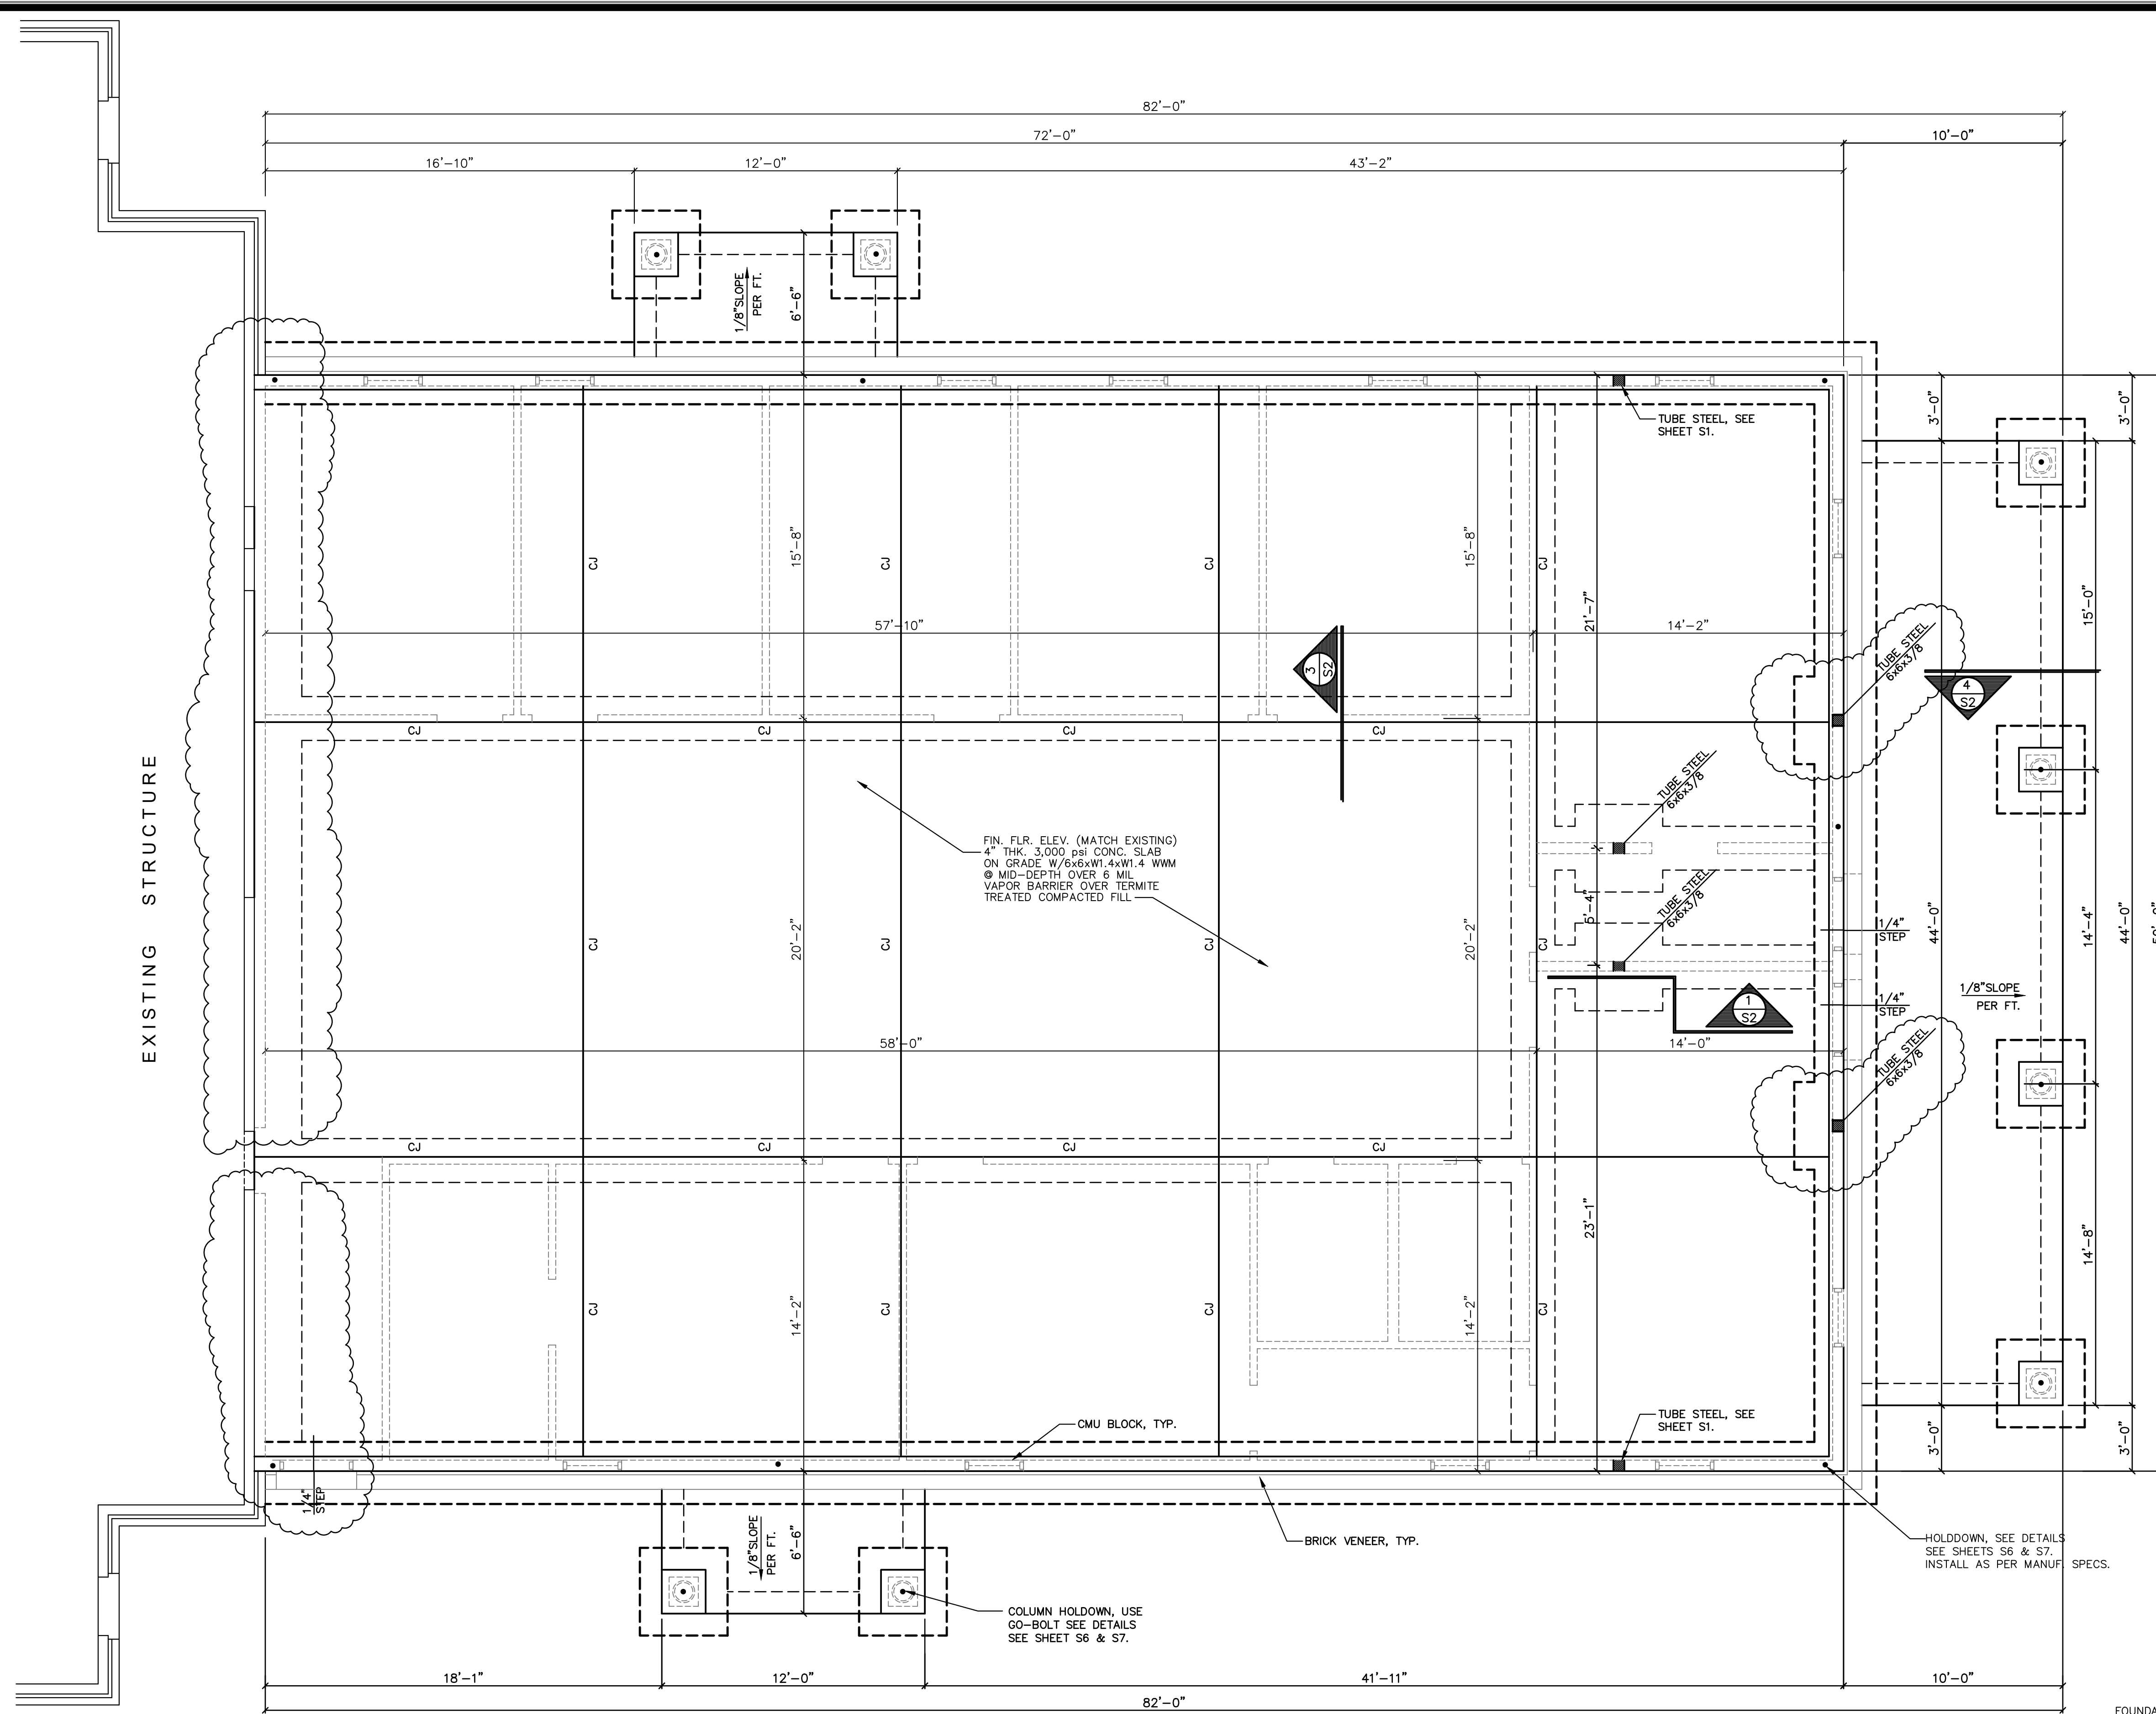 82'-0"
72'-0"
10'-0"
16'-10"
12'-0"
43'-2"
1/8"SLOPE
PER FT.
6'-6"
3'-0"
3'-0"
TUBE STEEL, SEE
SHEET S1.
15'-8"
15'-8"
CJ
CJ
CJ
CJ
21'-7"
15'-0"
57'-10"
14'-2"
3
S2
TUBE STEEL
6x6x3/8
4
S2
CJ
CJ
CJ
CJ
EXISTING STRUCTURE
TUBE STEEL
6x6x3/8
FIN. FLR. ELEV. (MATCH EXISTING)
4" THK. 3,000 psi CONC. SLAB
ON GRADE W/6x6xW1.4xW1.4 WWM
@ MID-DEPTH OVER 6 MIL
VAPOR BARRIER OVER TERMITE
TREATED COMPACTED FILL
TUBE STEEL
6x6x3/8
5'-4"
CJ
CJ
CJ
CJ
20'-2"
20'-2"
1/4"
STEP
44'-0"
14'-4"
44'-0"
1/8"SLOPE
PER FT.
1/4"
STEP
1
S2
58'-0"
14'-0"
TUBE STEEL
6x6x3/8
CJ
CJ
CJ
CJ
23'-1"
14'-8"
14'-2"
14'-2"
CJ
CJ
CJ
CJ
CMU BLOCK, TYP.
TUBE STEEL, SEE
SHEET S1.
3'-0"
3'-0"
1/4"
STEP
1/8"SLOPE
PER FT.
6'-6"
BRICK VENEER, TYP.
HOLDDOWN, SEE DETAILS
SEE SHEETS S6 & S7.
INSTALL AS PER MANUF. SPECS.
COLUMN HOLDOWN, USE
GO-BOLT SEE DETAILS
SEE SHEET S6 & S7.
18'-1"
12'-0"
41'-11"
10'-0"
82'-0"